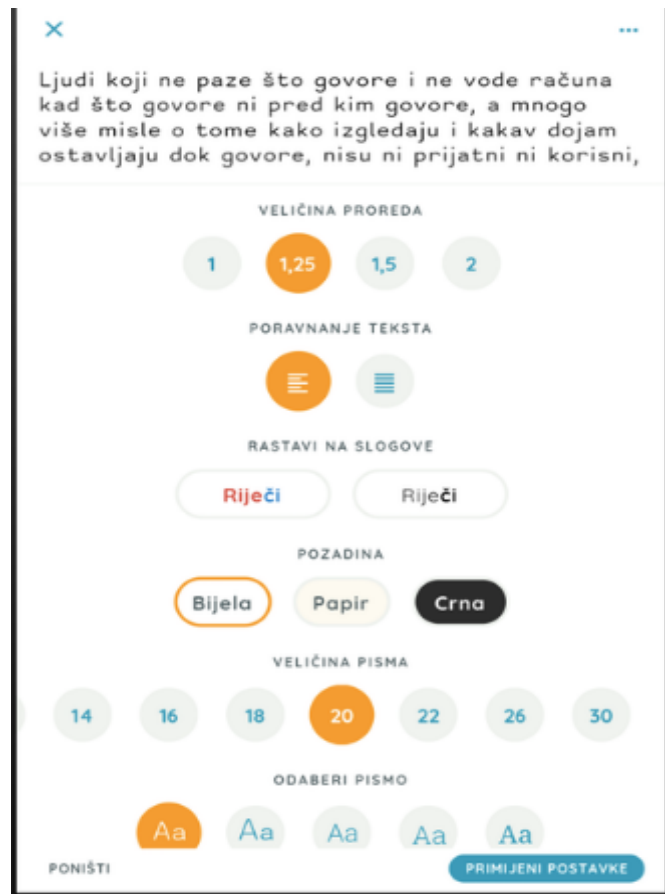 Ljudi koji ne paze što govore i ne vode računa
kad što govore ni pred kim govore, a mnogo
više misle o tome kako izgledaju i kakav dojam
ostavljaju dok govore, nisu ni prijatni ni korisni,
VELIČINA PROREDA
1 1,25 1,5 2
PORAVNANJE TEKSTA
RASTAVI NA SLOGOVE
Riječi Riječi
POZADINA
Bijela Papir Crna
VELIČINA PISMA
14 16 18 20 22 26 30
ODABERI PISMO
Aa Aa Aa Aa Aa
PONIŠTI PRIMIJENI POSTAVKE